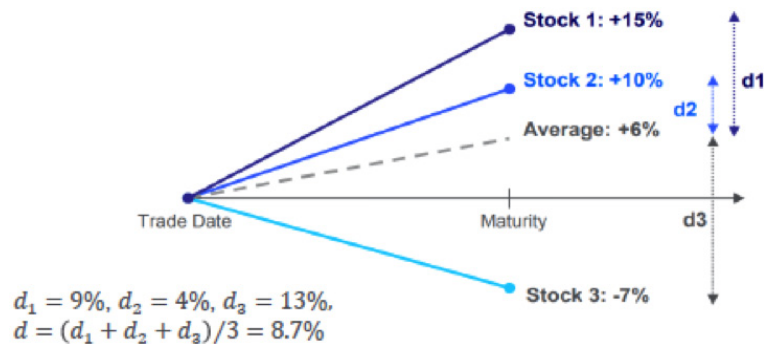 Stock 1: +15%
d1
Stock 2: +10%
d2
Average: +6%
Trade Date
Maturity
d3
Stock 3: -7%
d₁ = 9%, d₂ = 4%, d₃ = 13%,
d = (d₁ + d₂ + d₃)/3 = 8.7%